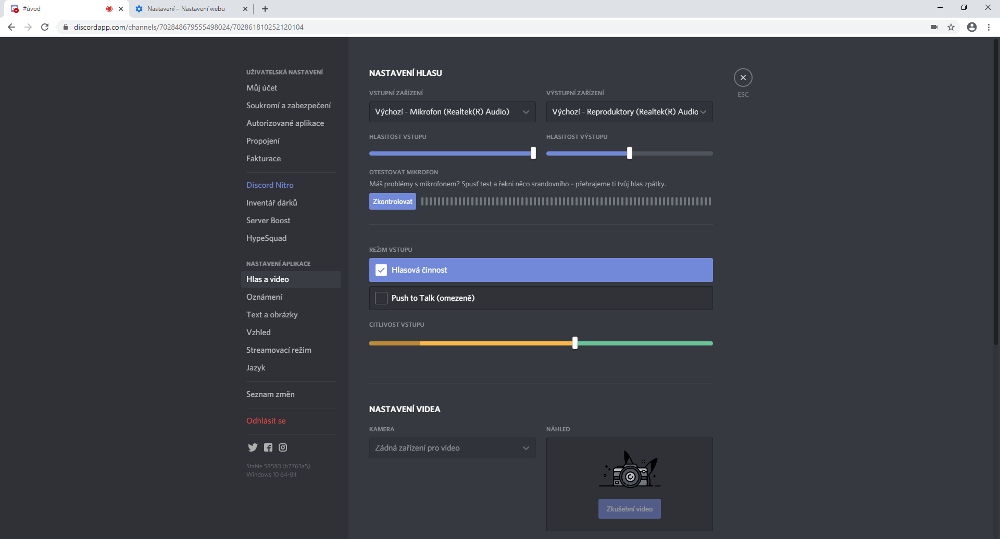 #úvod
Nastavení – Nastavení webu
discordapp.com/channels/702848679555498024/702861810252120104
UŽIVATELSKÁ NASTAVENÍ
Můj účet
Soukromí a zabezpečení
Autorizované aplikace
Propojení
Fakturace
Discord Nitro
Inventář dárků
Server Boost
HypeSquad
NASTAVENÍ APLIKACE
Hlas a video
Oznámení
Text a obrázky
Vzhled
Streamovací režim
Jazyk
Seznam změn
Odhlásit se
Stable 58583 (b7763a5)
Windows 10 64-Bit
NASTAVENÍ HLASU
ESC
VSTUPNÍ ZAŘÍZENÍ
VÝSTUPNÍ ZAŘÍZENÍ
Výchozí - Mikrofon (Realtek(R) Audio)
Výchozí - Reproduktory (Realtek(R) Audio
HLASITOST VSTUPU
HLASITOST VÝSTUPU
OTESTOVAT MIKROFON
Máš problémy s mikrofonem? Spusť test a řekni něco srandovního – přehrajeme ti tvůj hlas zpátky.
Zkontrolovat
REŽIM VSTUPU
Hlasová činnost
Push to Talk (omezeně)
CITLIVOST VSTUPU
NASTAVENÍ VIDEA
KAMERA
NÁHLED
Žádná zařízení pro video
Zkušební video